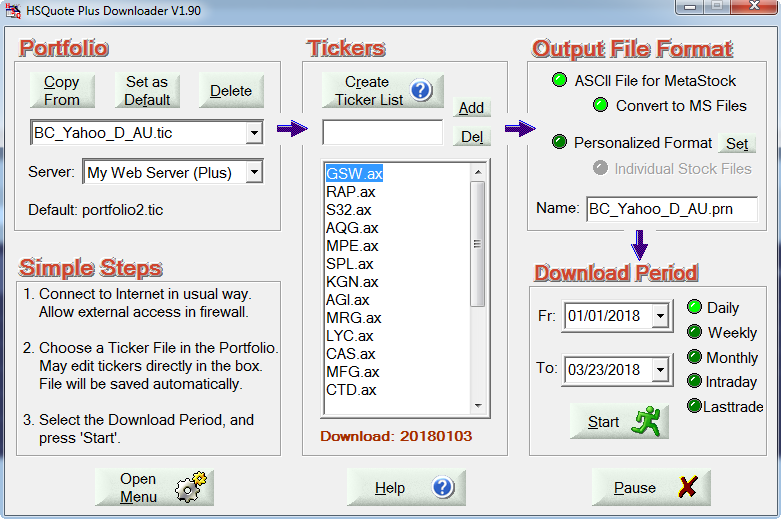 HSQuote Plus Downloader V1.90
Portfolio
Copy From
Set as Default
Delete
BC_Yahoo_D_AU.tic
Server: My Web Server (Plus)
Default: portfolio2.tic
Simple Steps
1. Connect to Internet in usual way.
Allow external access in firewall.
2. Choose a Ticker File in the Portfolio.
May edit tickers directly in the box.
File will be saved automatically.
3. Select the Download Period, and
press 'Start'.
Open
Menu
Tickers
Create
Ticker List
Add
Del
GSW.ax
RAP.ax
S32.ax
AQG.ax
MPE.ax
SPL.ax
KGN.ax
AGI.ax
MRG.ax
LYC.ax
CAS.ax
MFG.ax
CTD.ax
Download: 20180103
Help
Output File Format
ASCII File for MetaStock
Convert to MS Files
Personalized Format Set
Individual Stock Files
Name: BC_Yahoo_D_AU.prn
Download Period
Fr: 01/01/2018
To: 03/23/2018
Daily
Weekly
Monthly
Intraday
Lasttrade
Start
Pause